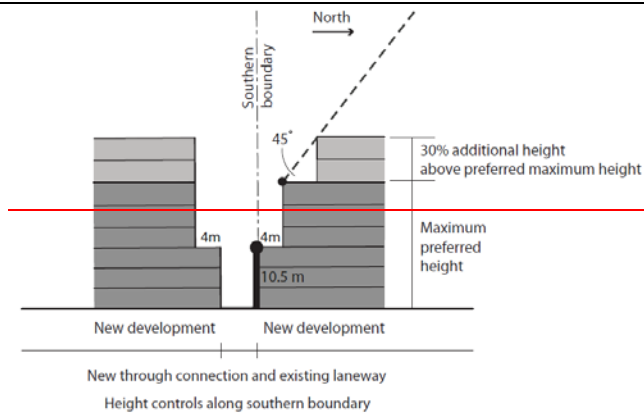 North
Southern
boundary
45°
30% additional height
above preferred maximum height
4m
4m
Maximum
preferred
height
10.5 m
New development
New development
New through connection and existing laneway
Height controls along southern boundary